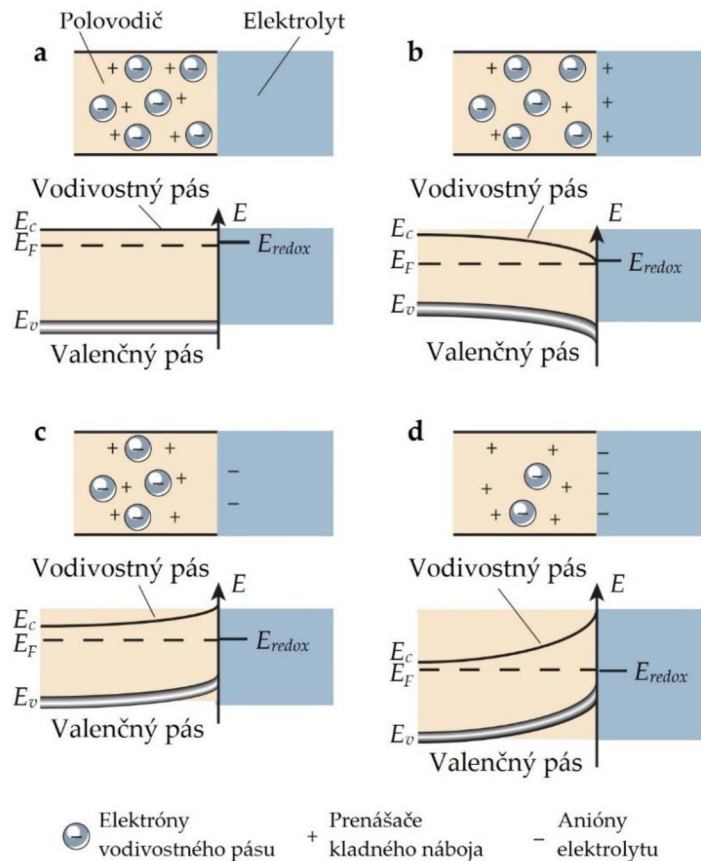 Polovodič Elektrolyt
a
b
Vodivostný pás
E
E_c
E_F
E_redox
E_v
Valenčný pás
Vodivostný pás
E
E_c
E_F
E_redox
E_v
Valenčný pás
c
d
Vodivostný pás
E
E_c
E_F
E_redox
E_v
Valenčný pás
Vodivostný pás
E
E_c
E_F
E_redox
E_v
Valenčný pás
Elektróny
vodivostného pásu
+ Prenášače
kladného náboja
– Anióny
elektrolytu